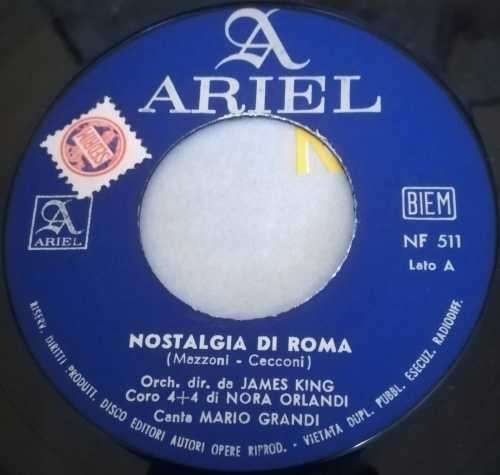 A
ARIEL
A
ARIEL
BIEM
NF 511
Lato A
NOSTALGIA DI ROMA
(Mazzoni - Cecconi)
Orch. dir. da JAMES KING
Coro 4+4 di NORA ORLANDI
Canta MARIO GRANDI
RISERV. DIRITTI PRODUTT. DISCO EDITORI AUTORI OPERE RIPROD. - VIETATA DUPL. PUBBL. ESECUZ. RADIODIFF.